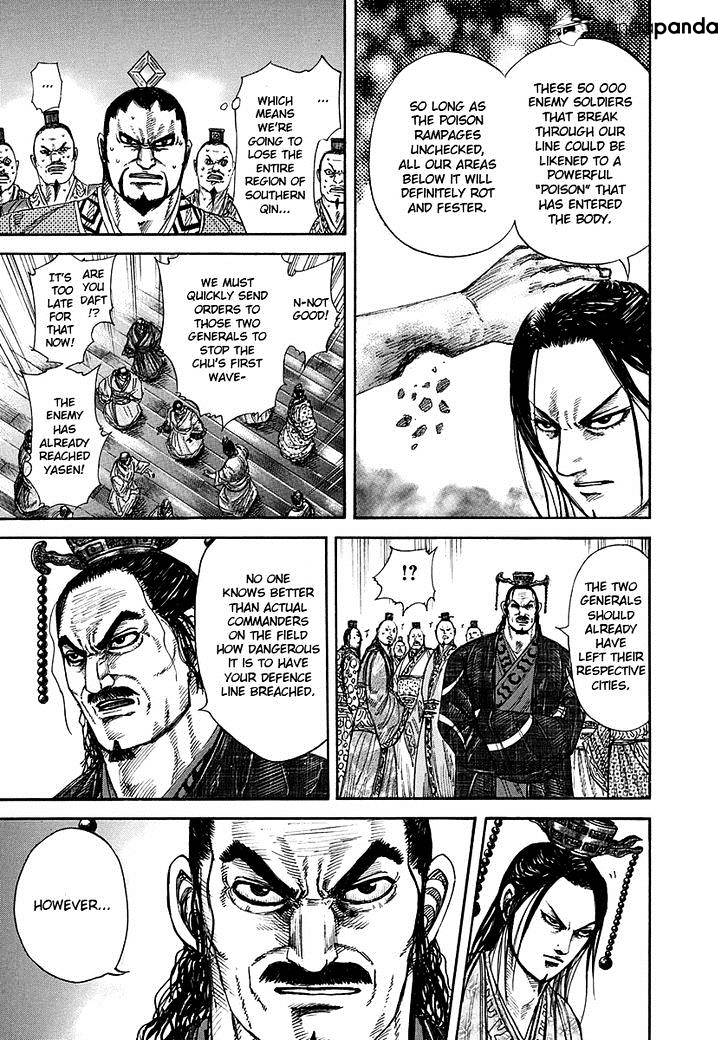 THESE 50 000
ENEMY SOLDIERS
THAT BREAK
THROUGH OUR
LINE COULD BE
LIKENED TO A
POWERFUL
"POISON" THAT
HAS ENTERED
THE BODY.
SO LONG AS
THE POISON
RAMPAGES
UNCHECKED,
ALL OUR AREAS
BELOW IT WILL
DEFINITELY ROT
AND FESTER.
...
WHICH
MEANS
WE'RE
GOING TO
LOSE THE
ENTIRE
REGION OF
SOUTHERN
QIN...
...
N-NOT
GOOD!
WE MUST
QUICKLY SEND
ORDERS TO
THOSE TWO
GENERALS TO
STOP THE
CHU'S FIRST
WAVE-
ARE
YOU
DAFT
!?
IT'S
TOO
LATE
FOR
THAT
NOW!
THE
ENEMY
HAS
ALREADY
REACHED
YASEN!
THE TWO
GENERALS
SHOULD
ALREADY
HAVE
LEFT THEIR
RESPECTIVE
CITIES.
!?
NO ONE
KNOWS BETTER
THAN ACTUAL
COMMANDERS
ON THE FIELD
HOW DANGEROUS
IT IS TO HAVE
YOUR DEFENCE
LINE BREACHED.
HOWEVER...